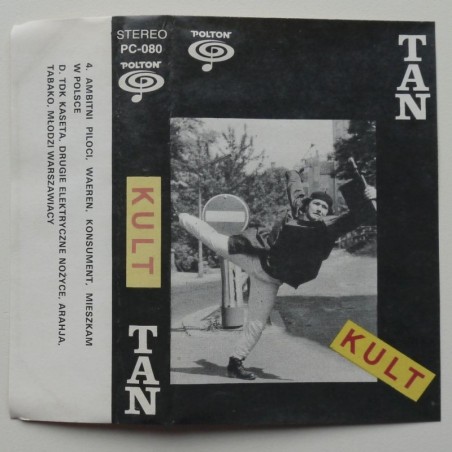 4. AMBITNI PILOCI, WAEREN, KONSUMENT, MIESZKAM
W POLSCE
D. TDK KASETA, DRUGIE ELEKTRYCZNE NOŻYCE, ARAHJA,
TABAKO, MŁODZI WARSZAWIACY
STEREO
PC-080
POLTON
KULT
TAN
POLTON
TAN
KULT